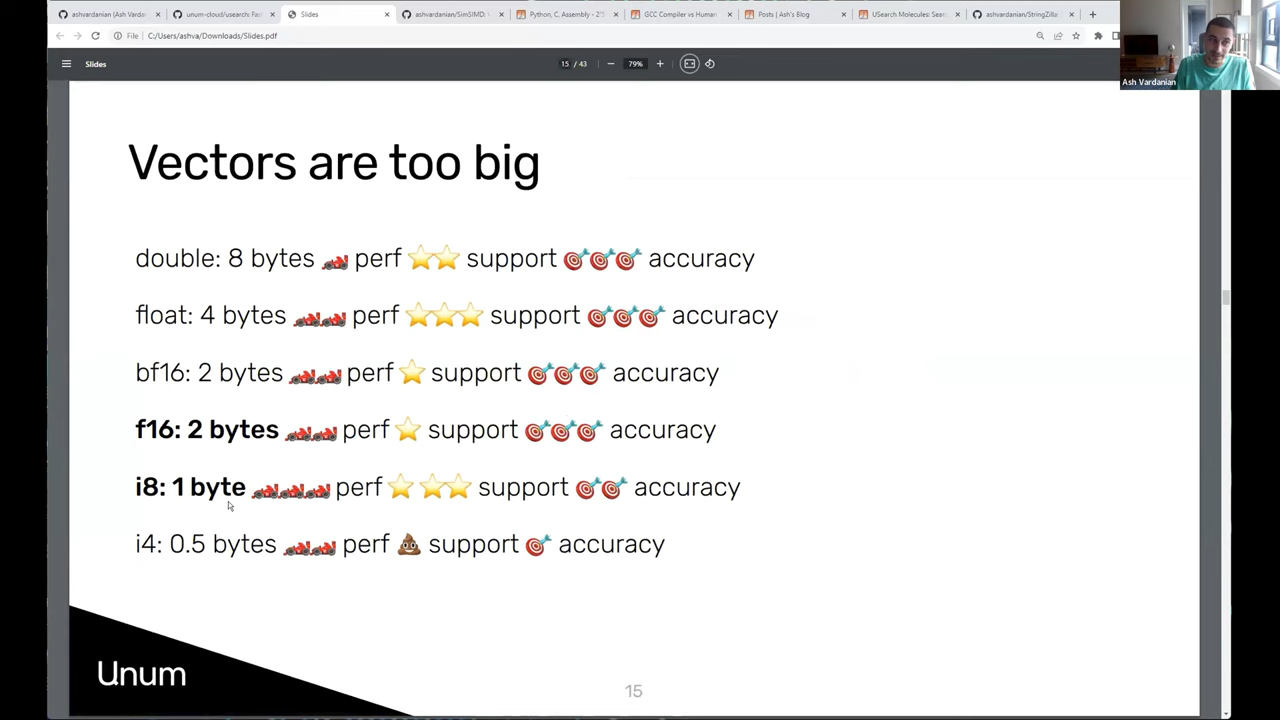 ashvardanian (Ash Vardan
unum-cloud/usearch: Fas
Slides
ashvardanian/SimSIMD: V
Python, C, Assembly - 2'5
GCC Compiler vs Human
Posts | Ash's Blog
USearch Molecules: Sear
ashvardanian/StringZilla
File
C:/Users/ashva/Downloads/Slides.pdf
Slides
15 / 43
79%
Ash Vardanian
Vectors are too big
double: 8 bytes 🏎 perf ⭐⭐ support 🎯🎯🎯 accuracy
float: 4 bytes 🏎🏎 perf ⭐⭐⭐ support 🎯🎯🎯 accuracy
bf16: 2 bytes 🏎🏎 perf ⭐ support 🎯🎯🎯 accuracy
f16: 2 bytes 🏎🏎 perf ⭐ support 🎯🎯🎯 accuracy
i8: 1 byte 🏎🏎🏎 perf ⭐ ⭐⭐ support 🎯🎯 accuracy
i4: 0.5 bytes 🏎🏎 perf 💩 support 🎯 accuracy
Unum
15